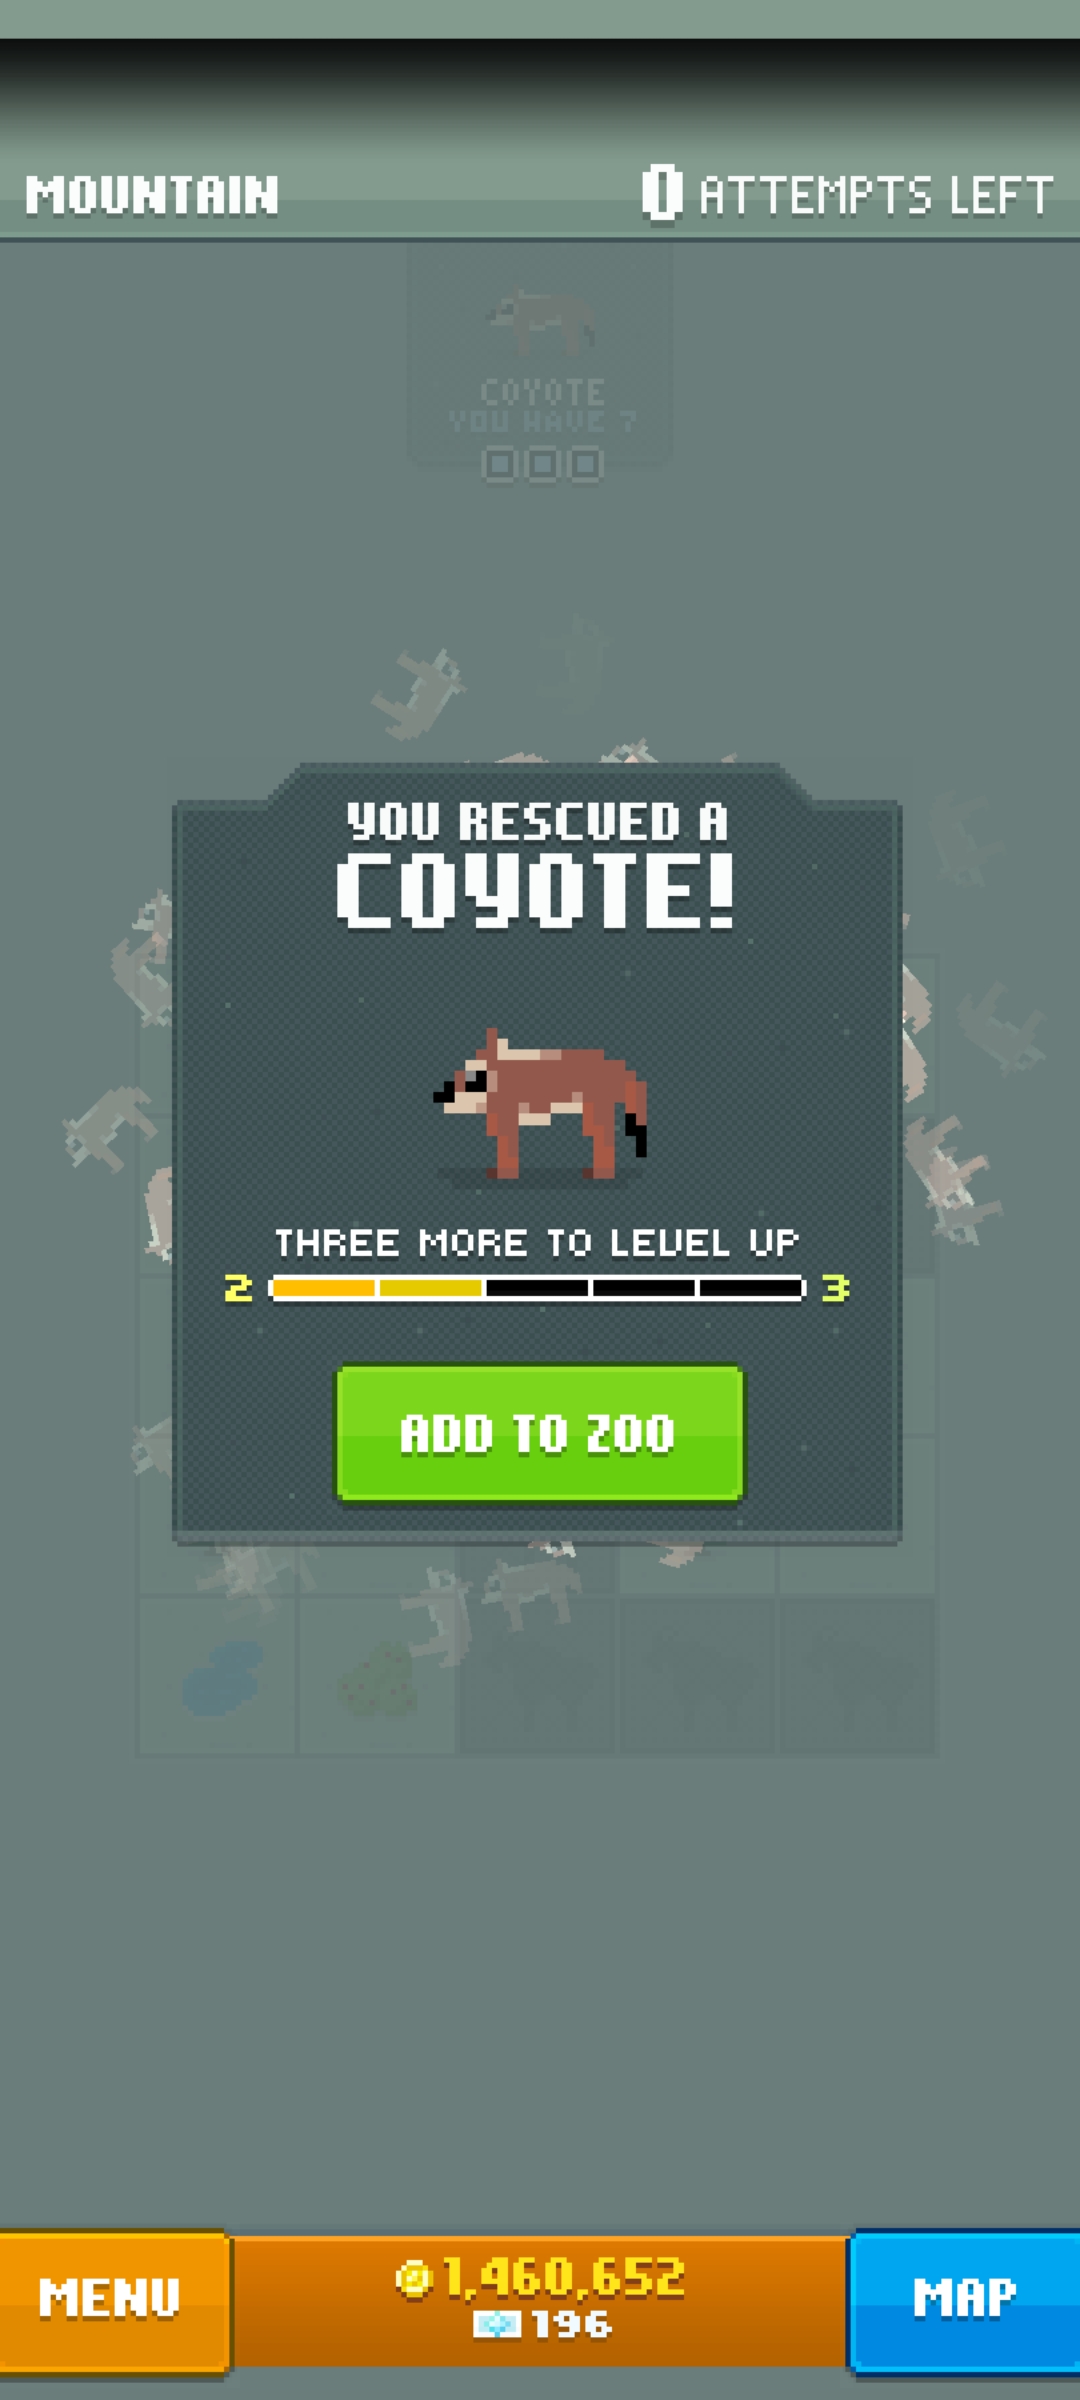 MOUNTAIN
0 ATTEMPTS LEFT
COYOTE
YOU HAVE 7
YOU RESCUED A
COYOTE!
THREE MORE TO LEVEL UP
2 3
ADD TO ZOO
MENU
1,460,652
196
MAP